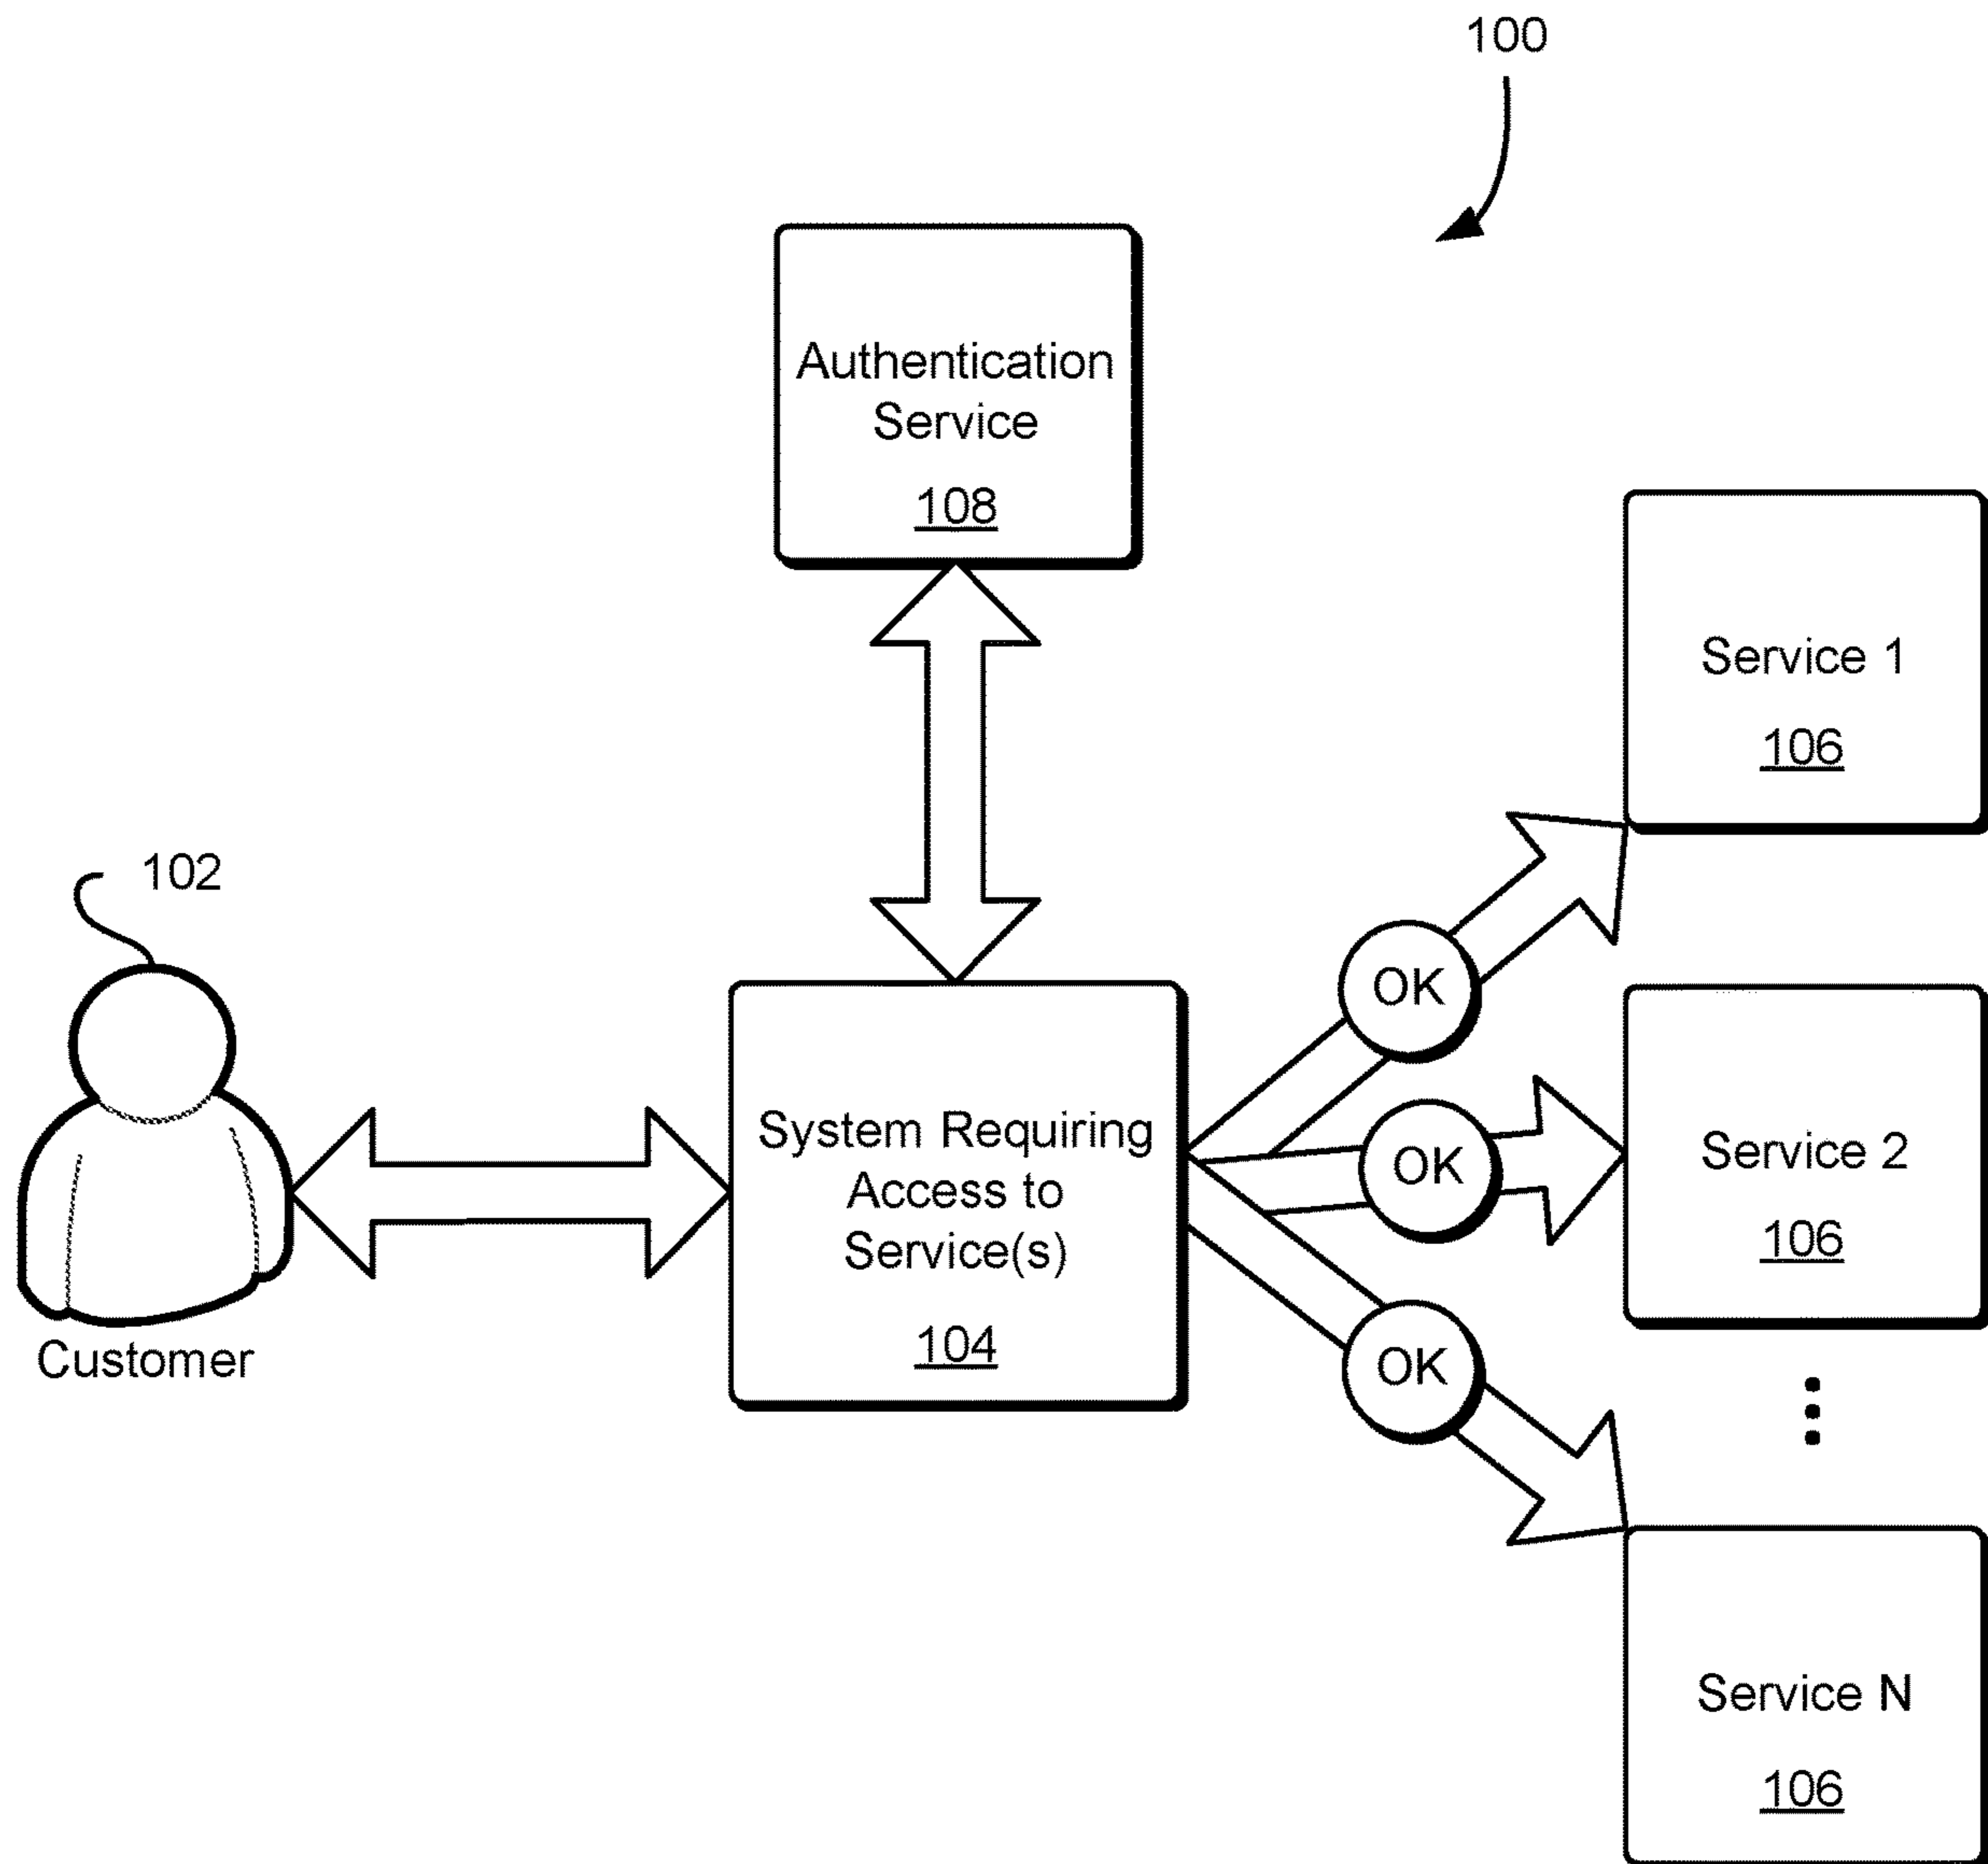 100
Authentication
Service
108
Service 1
106
102
OK
System Requiring
Access to
Service(s)
104
OK
Service 2
106
Customer
OK
Service N
106